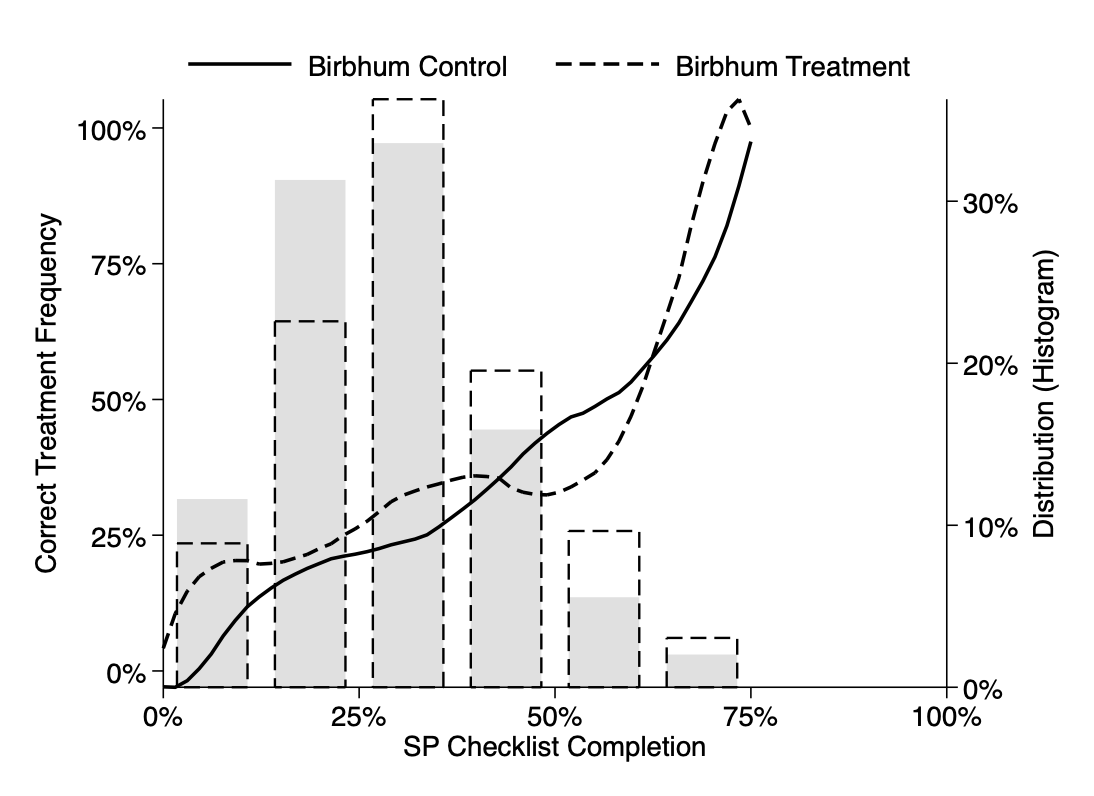 Birbhum Control Birbhum Treatment
100%
75%
50%
25%
0%
Correct Treatment Frequency
30%
20%
10%
0%
Distribution (Histogram)
0% 25% 50% 75% 100%
SP Checklist Completion